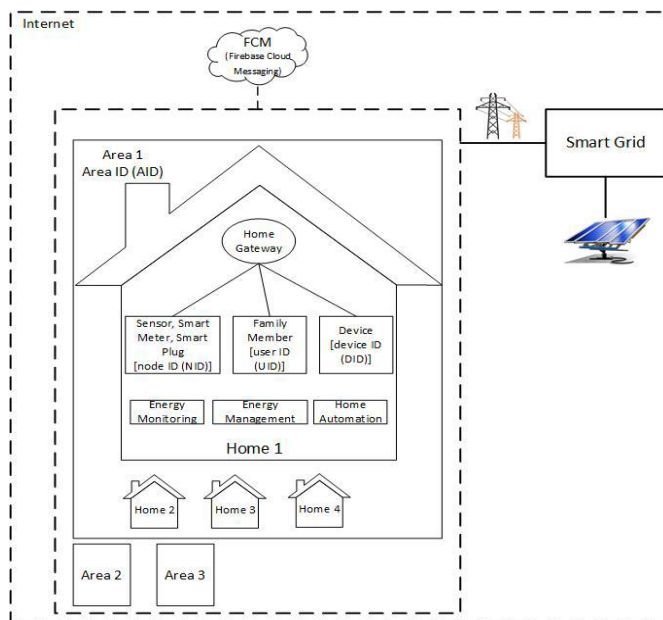 Internet
FCM
(Firebase Cloud
Messaging)
Smart Grid
Area 1
Area ID (AID)
Home
Gateway
Sensor, Smart
Meter, Smart
Plug
[node ID (NID)]
Family
Member
[user ID
(UID)]
Device
[device ID
(DID)]
Energy
Monitoring
Energy
Management
Home
Automation
Home 1
Home 2
Home 3
Home 4
Area 2
Area 3